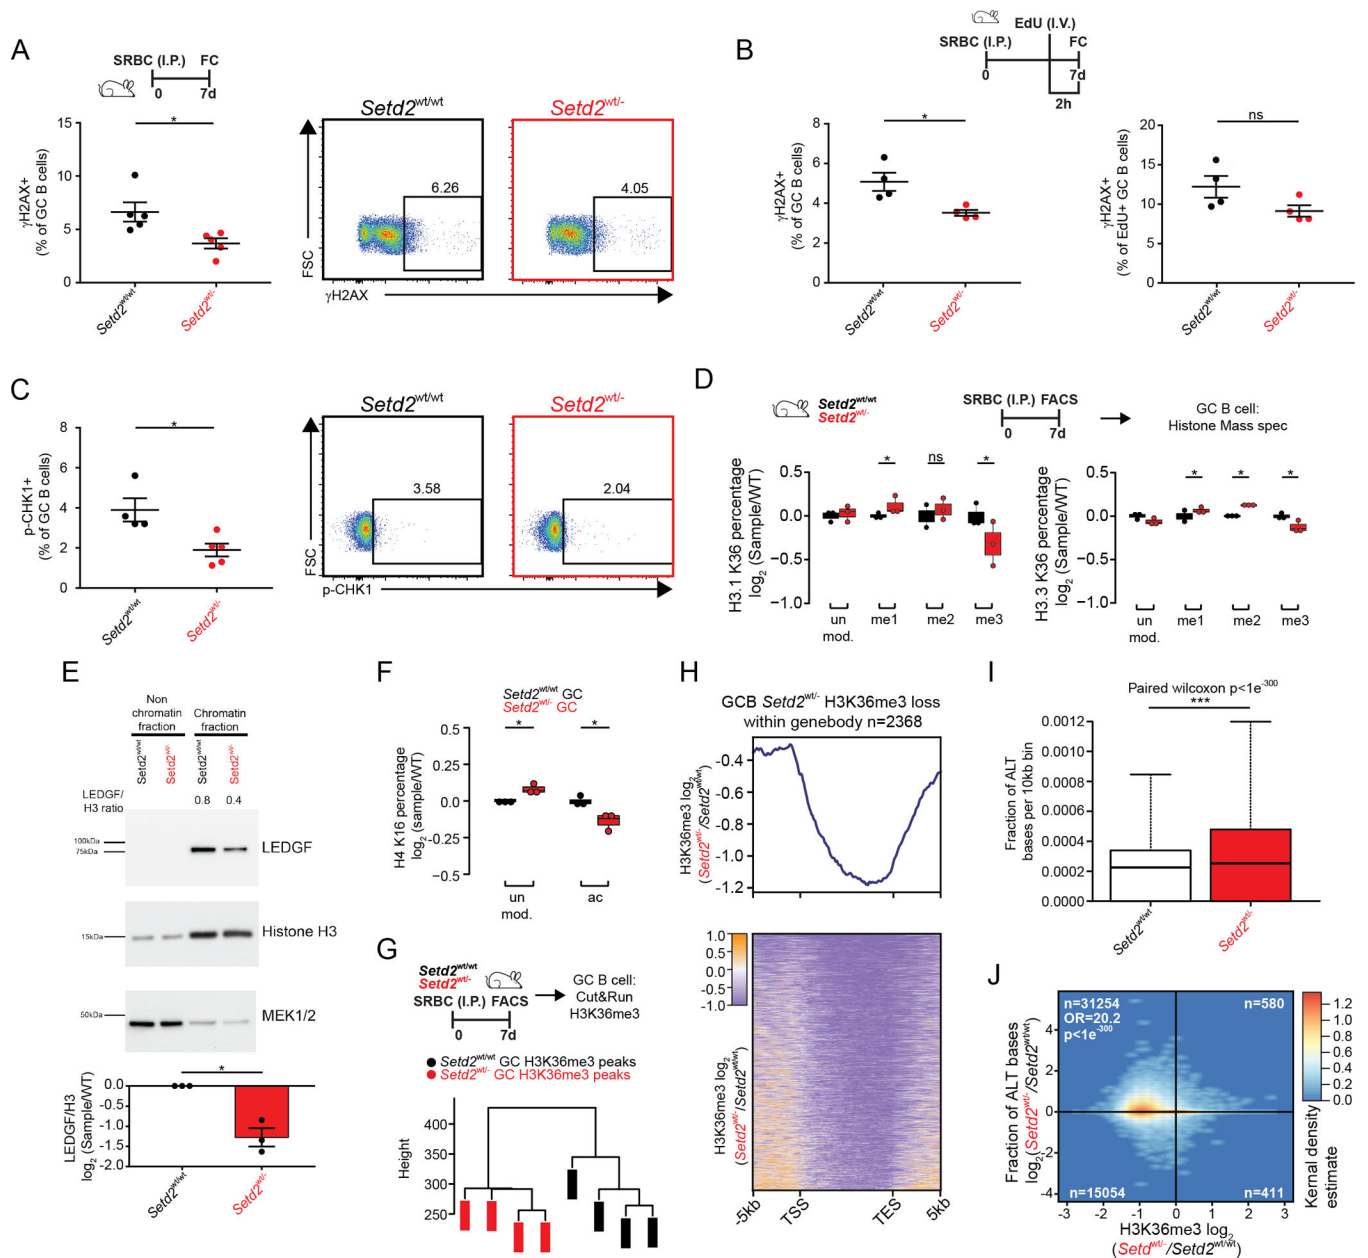 A
SRBC (I.P.) FC
0 7d
15
10
5
0
γH2AX+
(% of GC B cells)
*
Setd2wt/wt
Setd2wt/-
Setd2wt/wt
Setd2wt/-
6.26
4.05
FSC
γH2AX
B
EdU (I.V.)
SRBC (I.P.) FC
0 7d
2h
8
6
4
2
0
γH2AX+
(% of GC B cells)
*
Setd2wt/wt
Setd2wt/-
20
15
10
5
0
γH2AX+
(% of EdU+ GC B cells)
ns
Setd2wt/wt
Setd2wt/-
C
8
6
4
2
0
p-CHK1+
(% of GC B cells)
*
Setd2wt/wt
Setd2wt/-
Setd2wt/wt
Setd2wt/-
3.58
2.04
FSC
p-CHK1
D
Setd2wt/wt
Setd2wt/-
SRBC (I.P.) FACS
0 7d
GC B cell:
Histone Mass spec
H3.1 K36 percentage
log2 (Sample/WT)
0.5
0.0
−0.5
−1.0
* ns *
un
mod.
me1 me2 me3
H3.3 K36 percentage
log2 (Sample/WT)
0.5
0.0
−0.5
−1.0
* * *
un
mod.
me1 me2 me3
E
Non
chromatin
fraction
Chromatin
fraction
Setd2wt/wt
Setd2wt/-
Setd2wt/wt
Setd2wt/-
LEDGF/
H3 ratio
0.8 0.4
100kDa
75kDa
LEDGF
15kDa
Histone H3
50kDa
MEK1/2
LEDGF/H3
log2 (Sample/WT)
0.0
−0.5
−1.0
−1.5
−2.0
*
Setd2wt/wt
Setd2wt/-
F
Setd2wt/wt GC
Setd2wt/- GC
H4 K16 percentage
log2 (sample/WT)
0.5
0.0
−0.25
−0.5
* *
un
mod.
ac
G
Setd2wt/wt
Setd2wt/-
SRBC (I.P.) FACS
0 7d
GC B cell:
Cut&Run
H3K36me3
Setd2wt/wt GC H3K36me3 peaks
Setd2wt/- GC H3K36me3 peaks
Height
400
350
300
250
H
GCB Setd2wt/- H3K36me3 loss
within genebody n=2368
H3K36me3 log2
(Setd2wt/-/Setd2wt/wt)
-0.4
-0.6
-0.8
-1.0
-1.2
1.0
0.5
0.0
-0.5
-1.0
H3K36me3 log2
(Setd2wt/-/Setd2wt/wt)
-5kb
TSS
TES
5kb
I
Paired wilcoxon p<1e-300
***
Fraction of ALT
bases per 10kb bin
0.0012
0.0010
0.0008
0.0006
0.0004
0.0002
0.0000
Setd2wt/wt
Setd2wt/-
J
n=31254
OR=20.2
p<1e-300
n=580
n=15054
n=411
Fraction of ALT bases
log2(Setd2wt/-/Setd2wt/wt)
4
2
0
-2
-4
-3 -2 -1 0 1 2 3
H3K36me3 log2
(Setdwt/-/Setd2wt/wt)
1.2
1.0
0.8
0.6
0.4
0.2
0.0
Kernal density
estimate